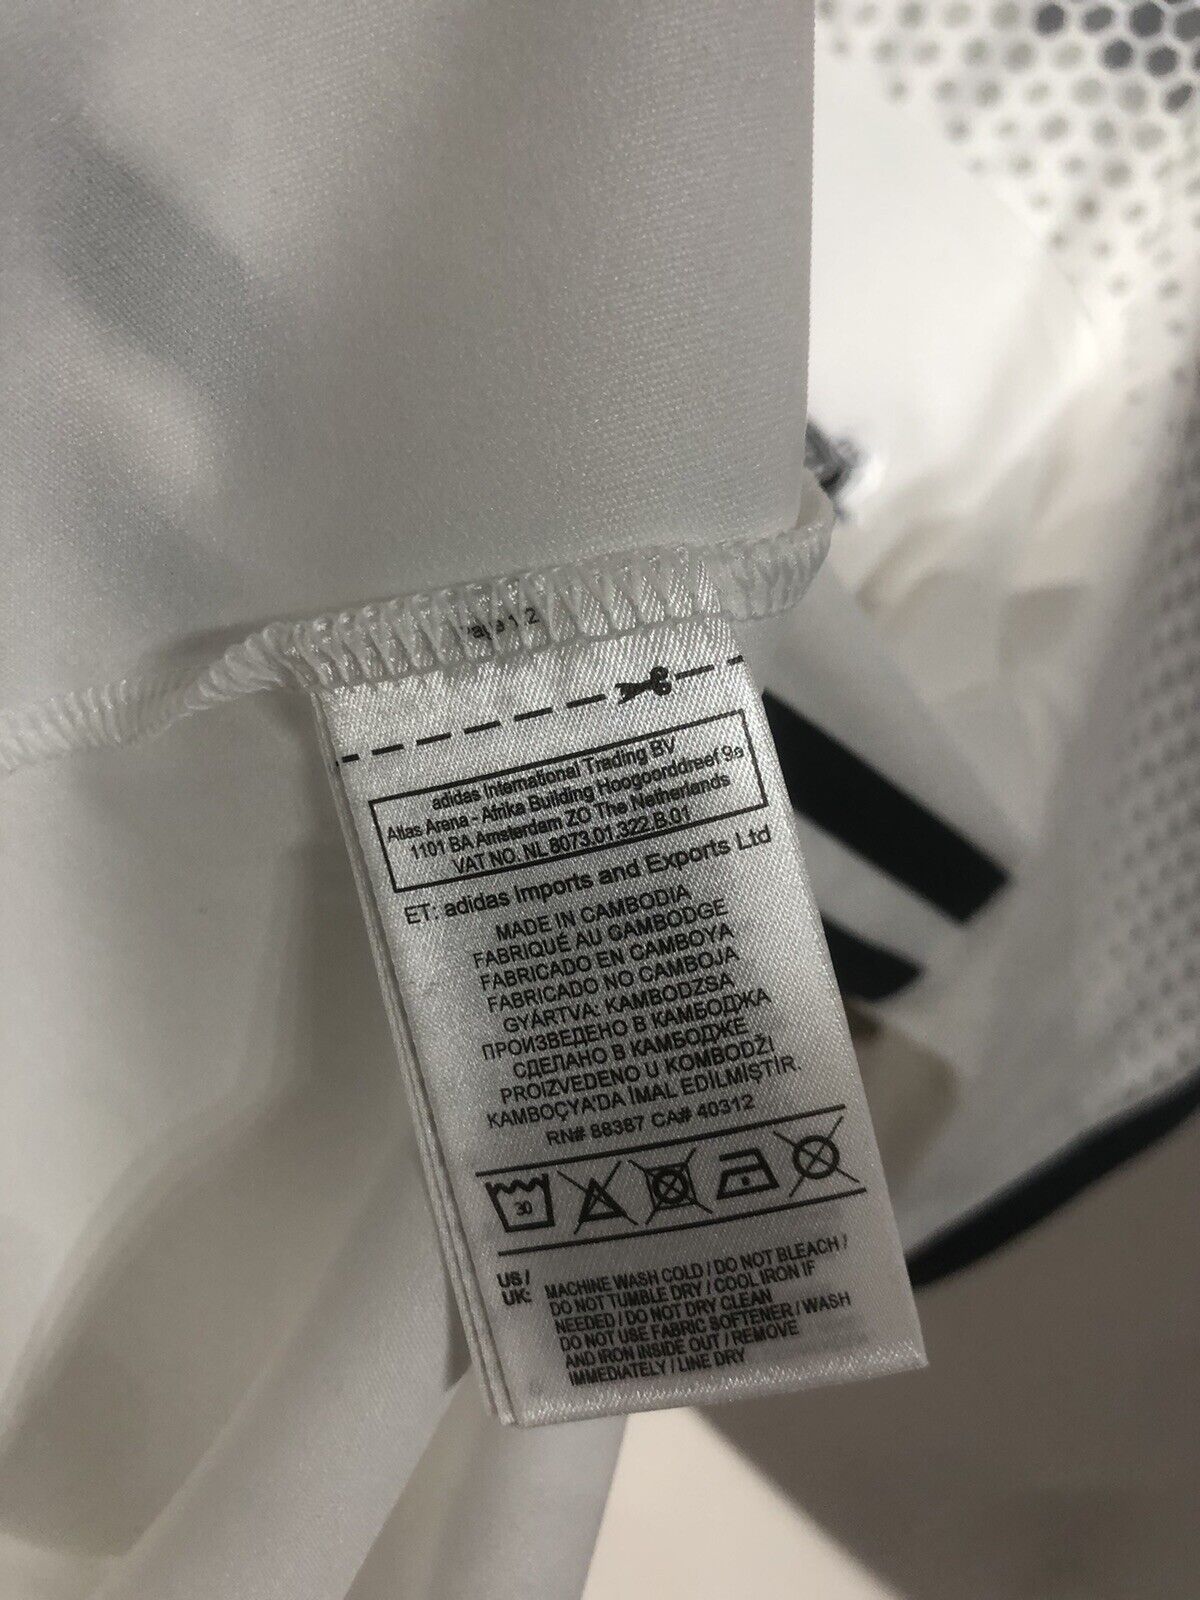 adidas International Trading BV
Atlas Arena - Afrika Building Hoogoorddreef 9a
1101 BA Amsterdam ZO The Netherlands
VAT NO. NL 8073.01.322.B.01
ET: adidas Imports and Exports Ltd
MADE IN CAMBODIA
FABRIQUÉ AU CAMBODGE
FABRICADO EN CAMBOYA
FABRICADO NO CAMBOJA
GYÁRTVA: KAMBODZSA
ПРОИЗВЕДЕНО В КАМБОДЖА
СДЕЛАНО В КАМБОДЖЕ
PROIZVEDENO U KOMBODŽI
KAMBOÇYA'DA İMAL EDİLMİŞTİR.
RN# 88387 CA# 40312
30
US /
UK:
MACHINE WASH COLD / DO NOT BLEACH /
DO NOT TUMBLE DRY / COOL IRON IF
NEEDED / DO NOT DRY CLEAN
DO NOT USE FABRIC SOFTENER / WASH
AND IRON INSIDE OUT / REMOVE
IMMEDIATELY / LINE DRY